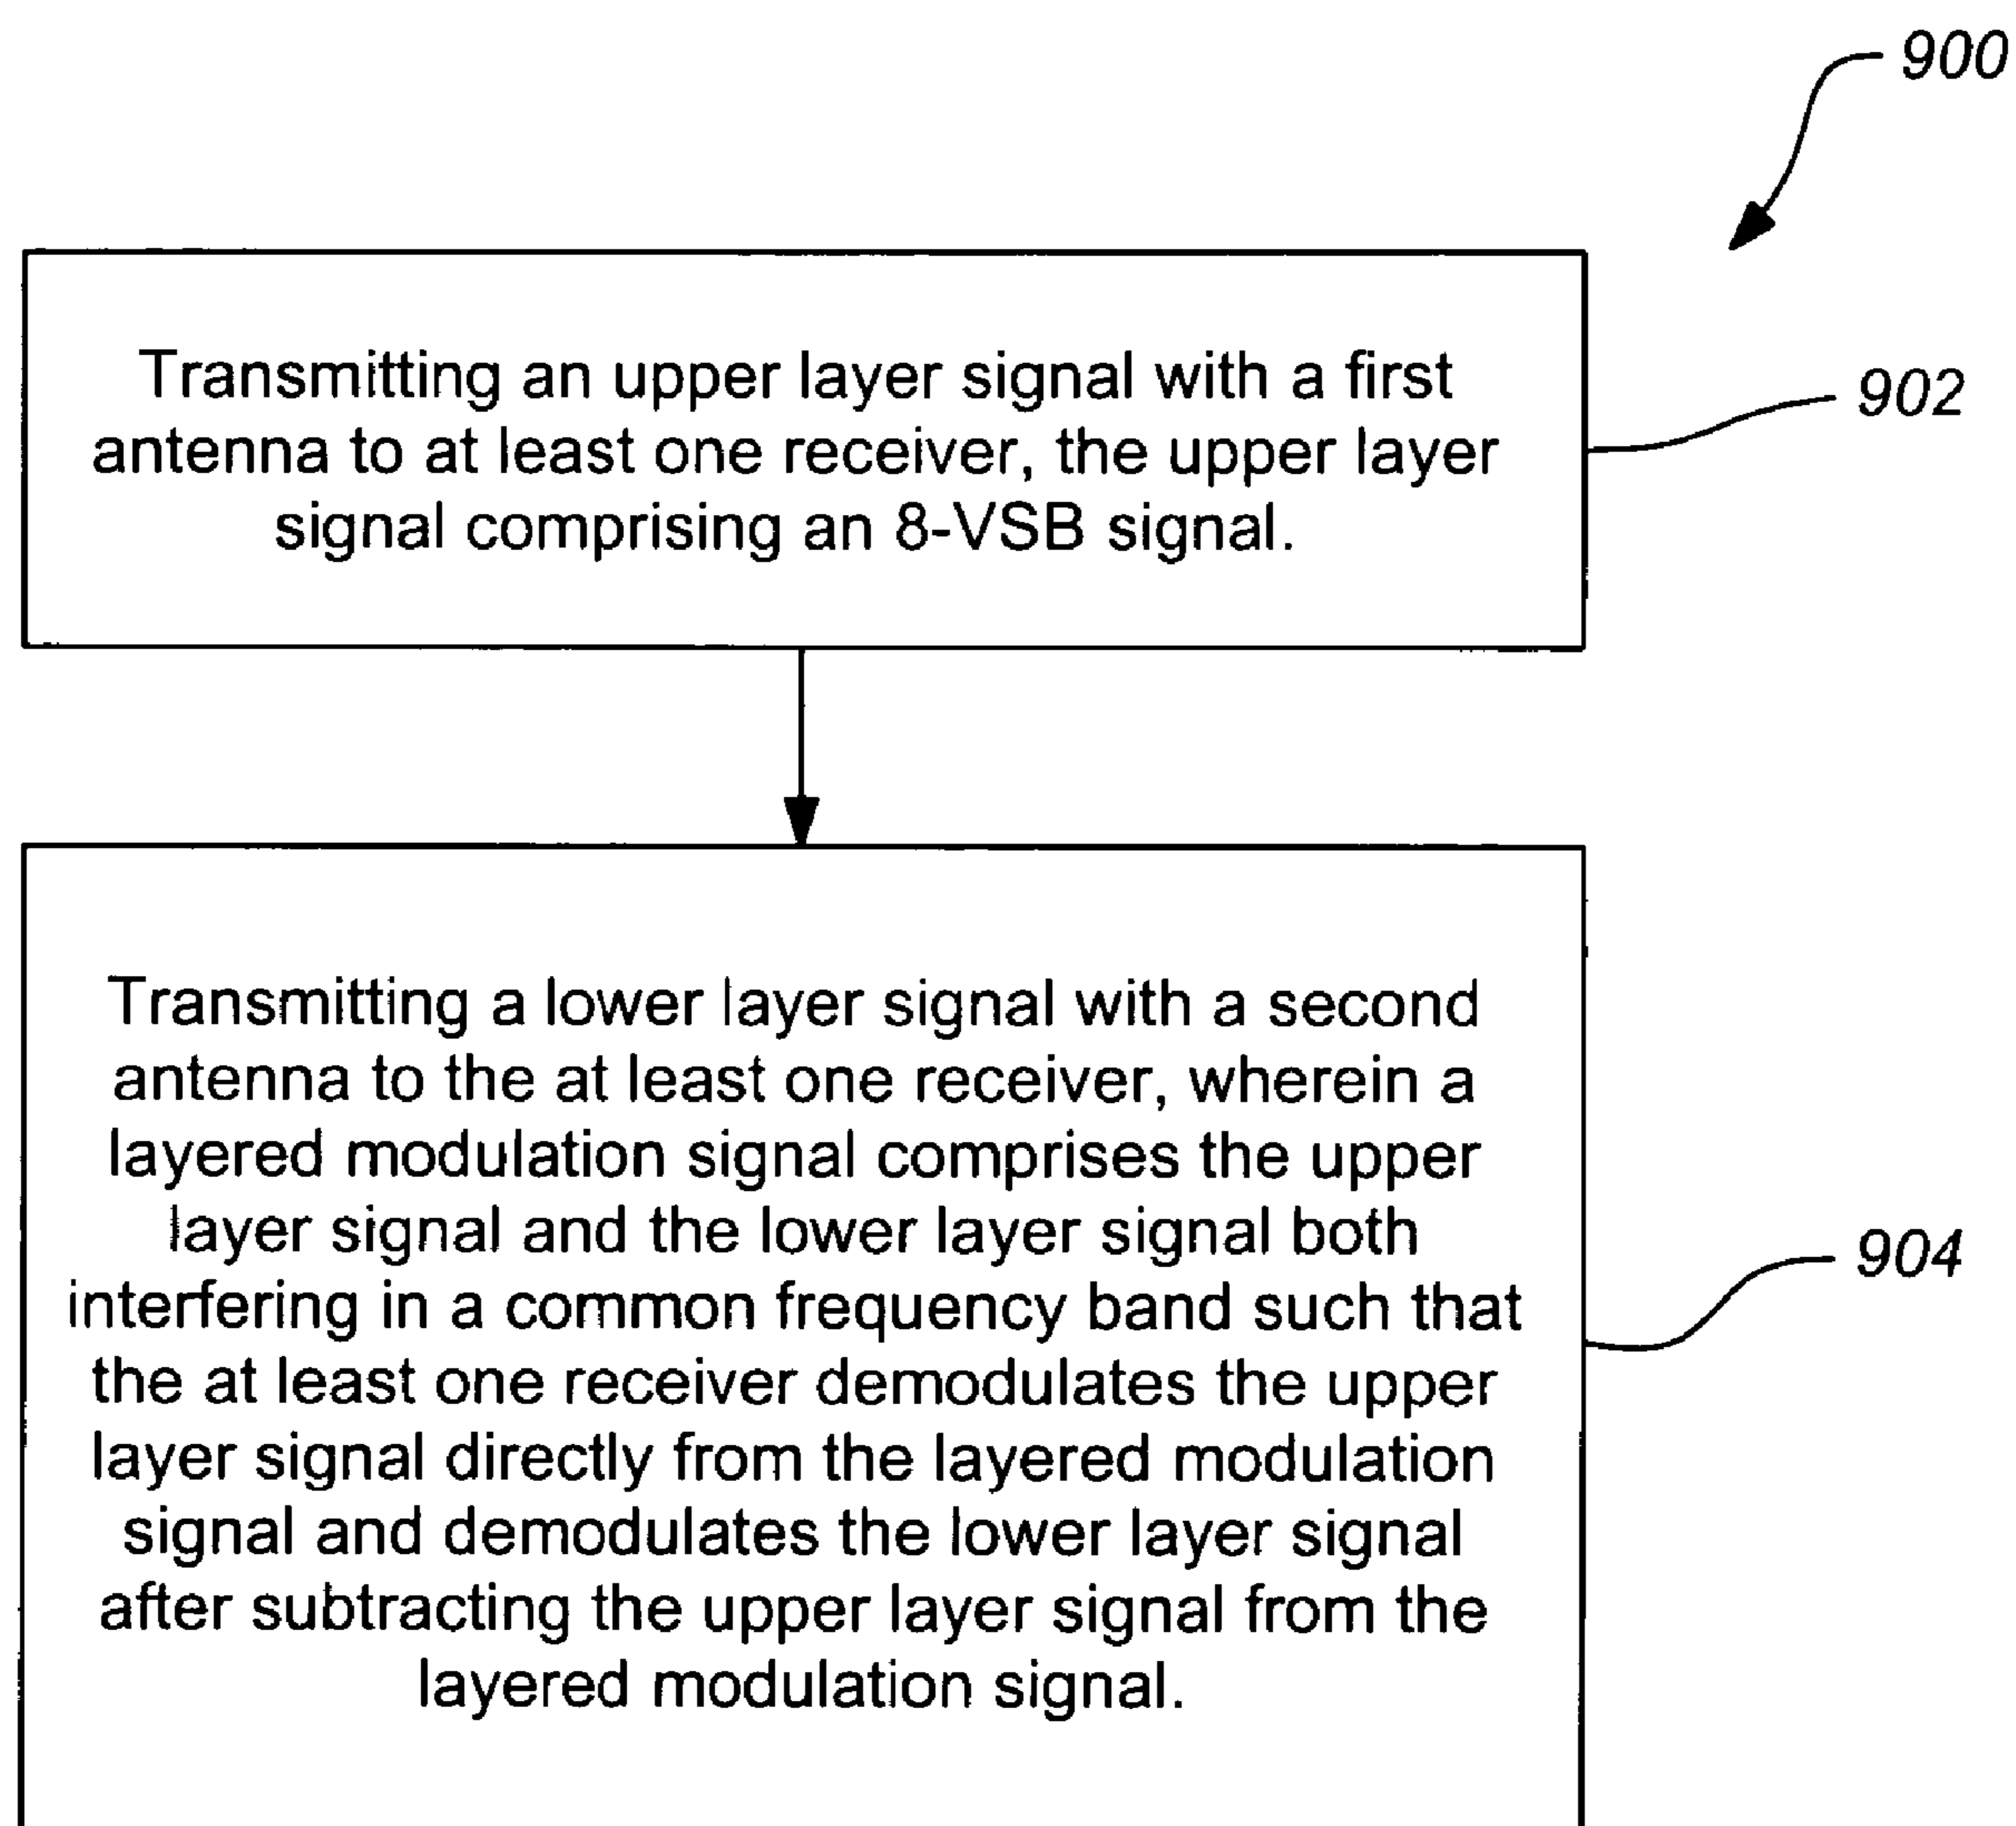 900
Transmitting an upper layer signal with a first
antenna to at least one receiver, the upper layer
signal comprising an 8-VSB signal.
902
Transmitting a lower layer signal with a second
antenna to the at least one receiver, wherein a
layered modulation signal comprises the upper
layer signal and the lower layer signal both
interfering in a common frequency band such that
the at least one receiver demodulates the upper
layer signal directly from the layered modulation
signal and demodulates the lower layer signal
after subtracting the upper layer signal from the
layered modulation signal.
904